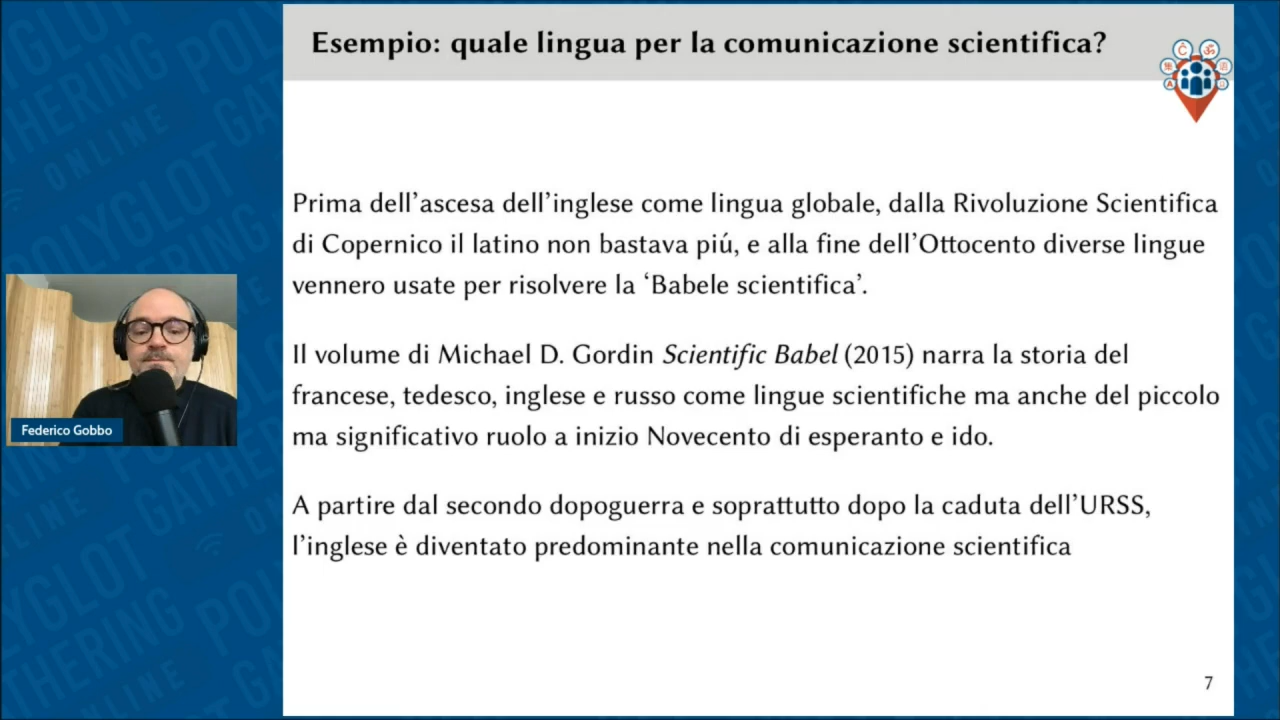 Esempio: quale lingua per la comunicazione scientifica?
Prima dell’ascesa dell’inglese come lingua globale, dalla Rivoluzione Scientifica
di Copernico il latino non bastava piú, e alla fine dell’Ottocento diverse lingue
vennero usate per risolvere la ‘Babele scientifica’.
Il volume di Michael D. Gordin Scientific Babel (2015) narra la storia del
francese, tedesco, inglese e russo come lingue scientifiche ma anche del piccolo
ma significativo ruolo a inizio Novecento di esperanto e ido.
A partire dal secondo dopoguerra e soprattutto dopo la caduta dell’URSS,
l’inglese è diventato predominante nella comunicazione scientifica
7
Federico Gobbo
POLYGLOT
GATHERING
ONLINE